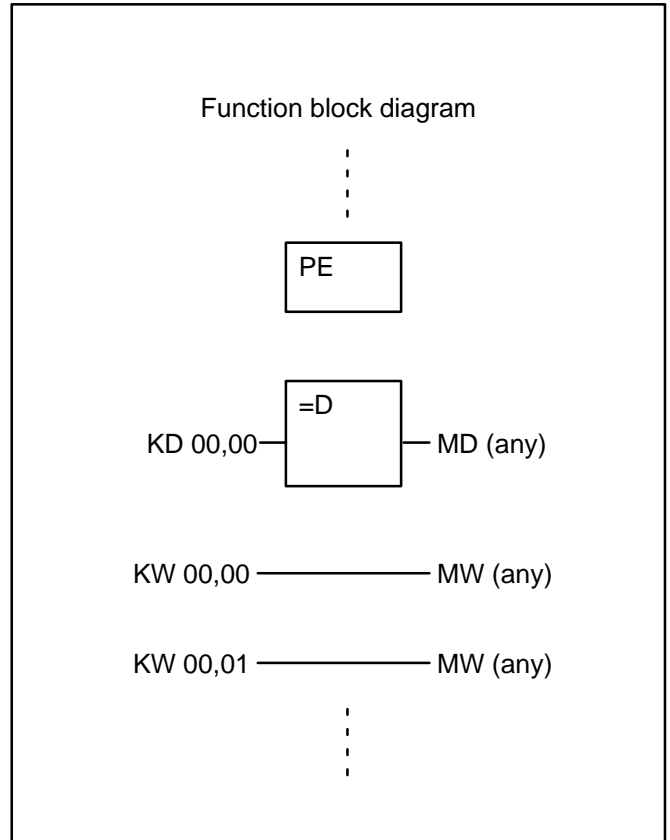 Function block diagram
PE
=D
KD 00,00 MD (any)
KW 00,00 MW (any)
KW 00,01 MW (any)